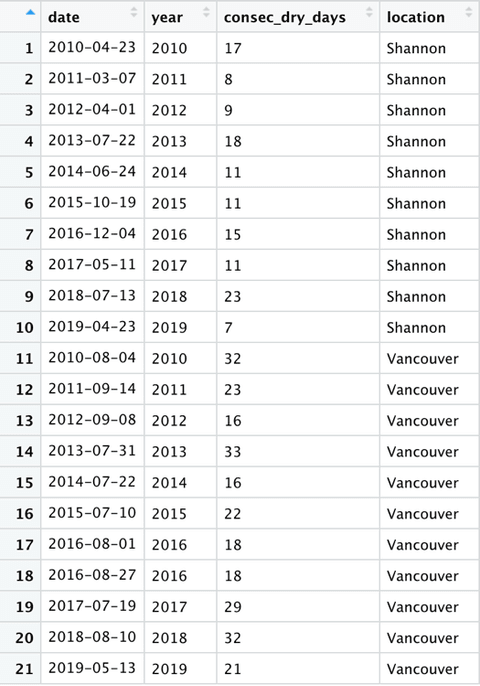 date year consec_dry_days location
1 2010-04-23 2010 17 Shannon
2 2011-03-07 2011 8 Shannon
3 2012-04-01 2012 9 Shannon
4 2013-07-22 2013 18 Shannon
5 2014-06-24 2014 11 Shannon
6 2015-10-19 2015 11 Shannon
7 2016-12-04 2016 15 Shannon
8 2017-05-11 2017 11 Shannon
9 2018-07-13 2018 23 Shannon
10 2019-04-23 2019 7 Shannon
11 2010-08-04 2010 32 Vancouver
12 2011-09-14 2011 23 Vancouver
13 2012-09-08 2012 16 Vancouver
14 2013-07-31 2013 33 Vancouver
15 2014-07-22 2014 16 Vancouver
16 2015-07-10 2015 22 Vancouver
17 2016-08-01 2016 18 Vancouver
18 2016-08-27 2016 18 Vancouver
19 2017-07-19 2017 29 Vancouver
20 2018-08-10 2018 32 Vancouver
21 2019-05-13 2019 21 Vancouver